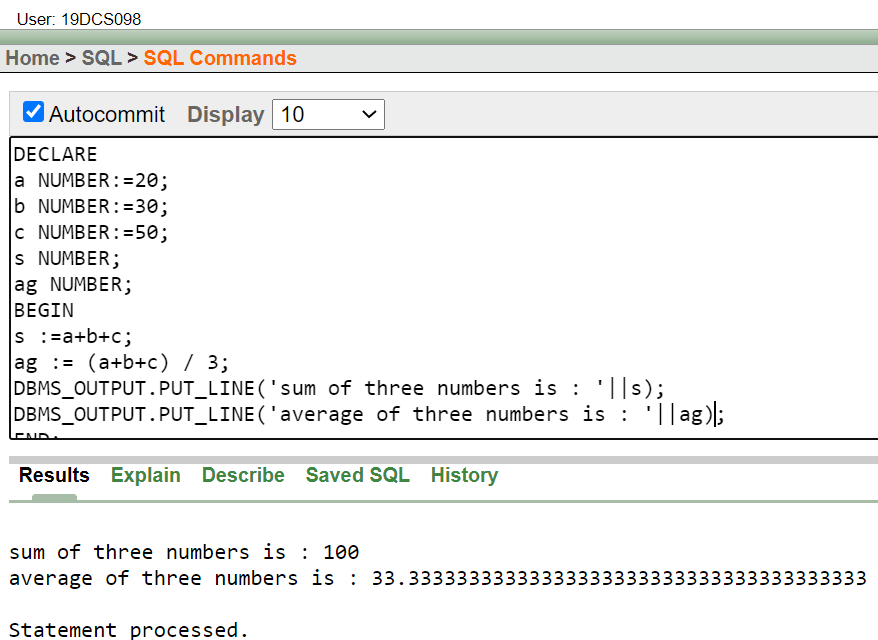 User: 19DCS098
Home > SQL > SQL Commands
Autocommit Display 10
DECLARE
a NUMBER:=20;
b NUMBER:=30;
c NUMBER:=50;
s NUMBER;
ag NUMBER;
BEGIN
s :=a+b+c;
ag := (a+b+c) / 3;
DBMS_OUTPUT.PUT_LINE('sum of three numbers is : '||s);
DBMS_OUTPUT.PUT_LINE('average of three numbers is : '||ag);
END;
Results Explain Describe Saved SQL History
sum of three numbers is : 100
average of three numbers is : 33.33333333333333333333333333333333333333
Statement processed.